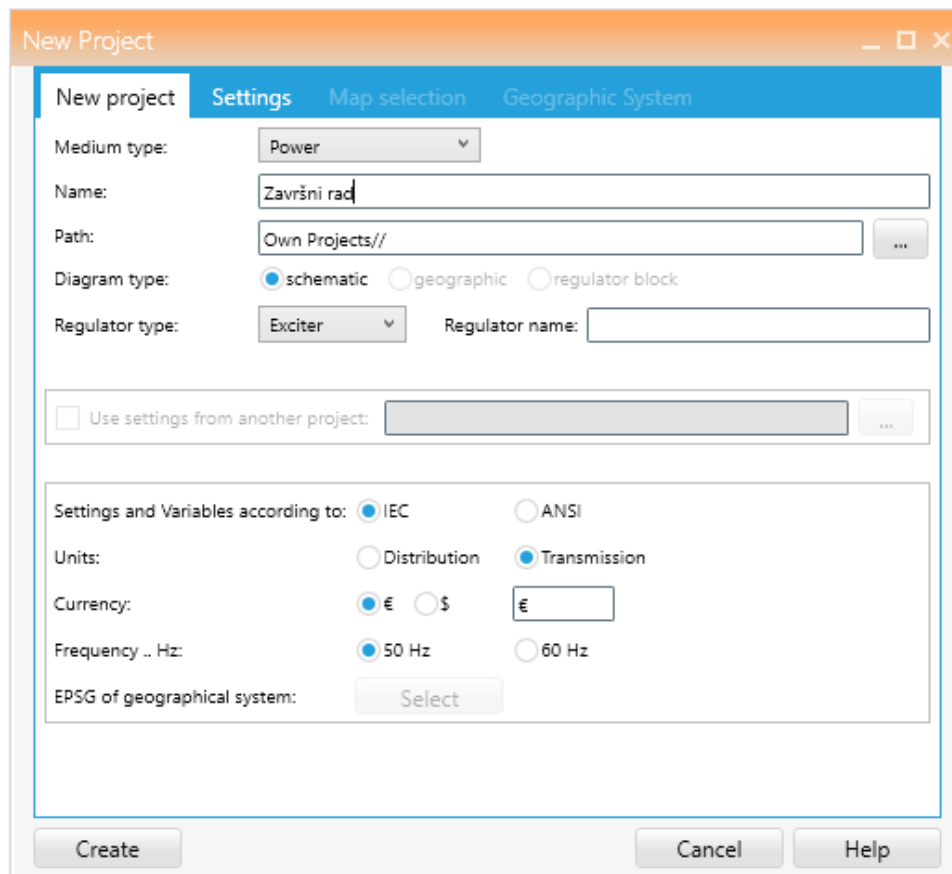 New Project
New project Settings Map selection Geographic System
Medium type: Power
Name: Završni rad
Path: Own Projects// ...
Diagram type: schematic geographic regulator block
Regulator type: Exciter Regulator name:
Use settings from another project: ...
Settings and Variables according to: IEC ANSI
Units: Distribution Transmission
Currency: € $ €
Frequency .. Hz: 50 Hz 60 Hz
EPSG of geographical system: Select
Create Cancel Help